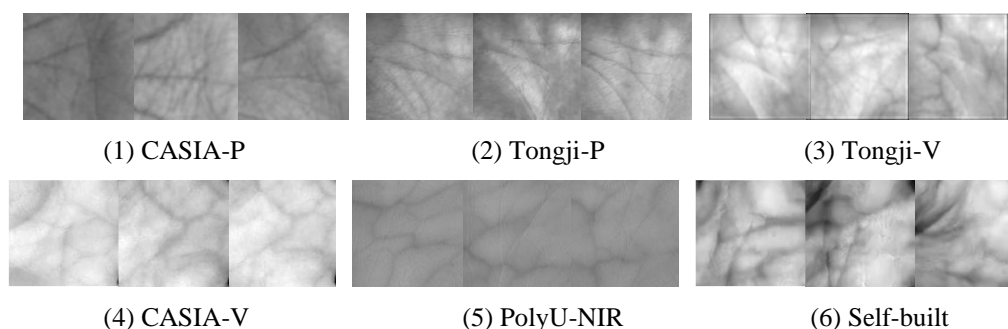 (1) CASIA-P
(2) Tongji-P
(3) Tongji-V
(4) CASIA-V
(5) PolyU-NIR
(6) Self-built